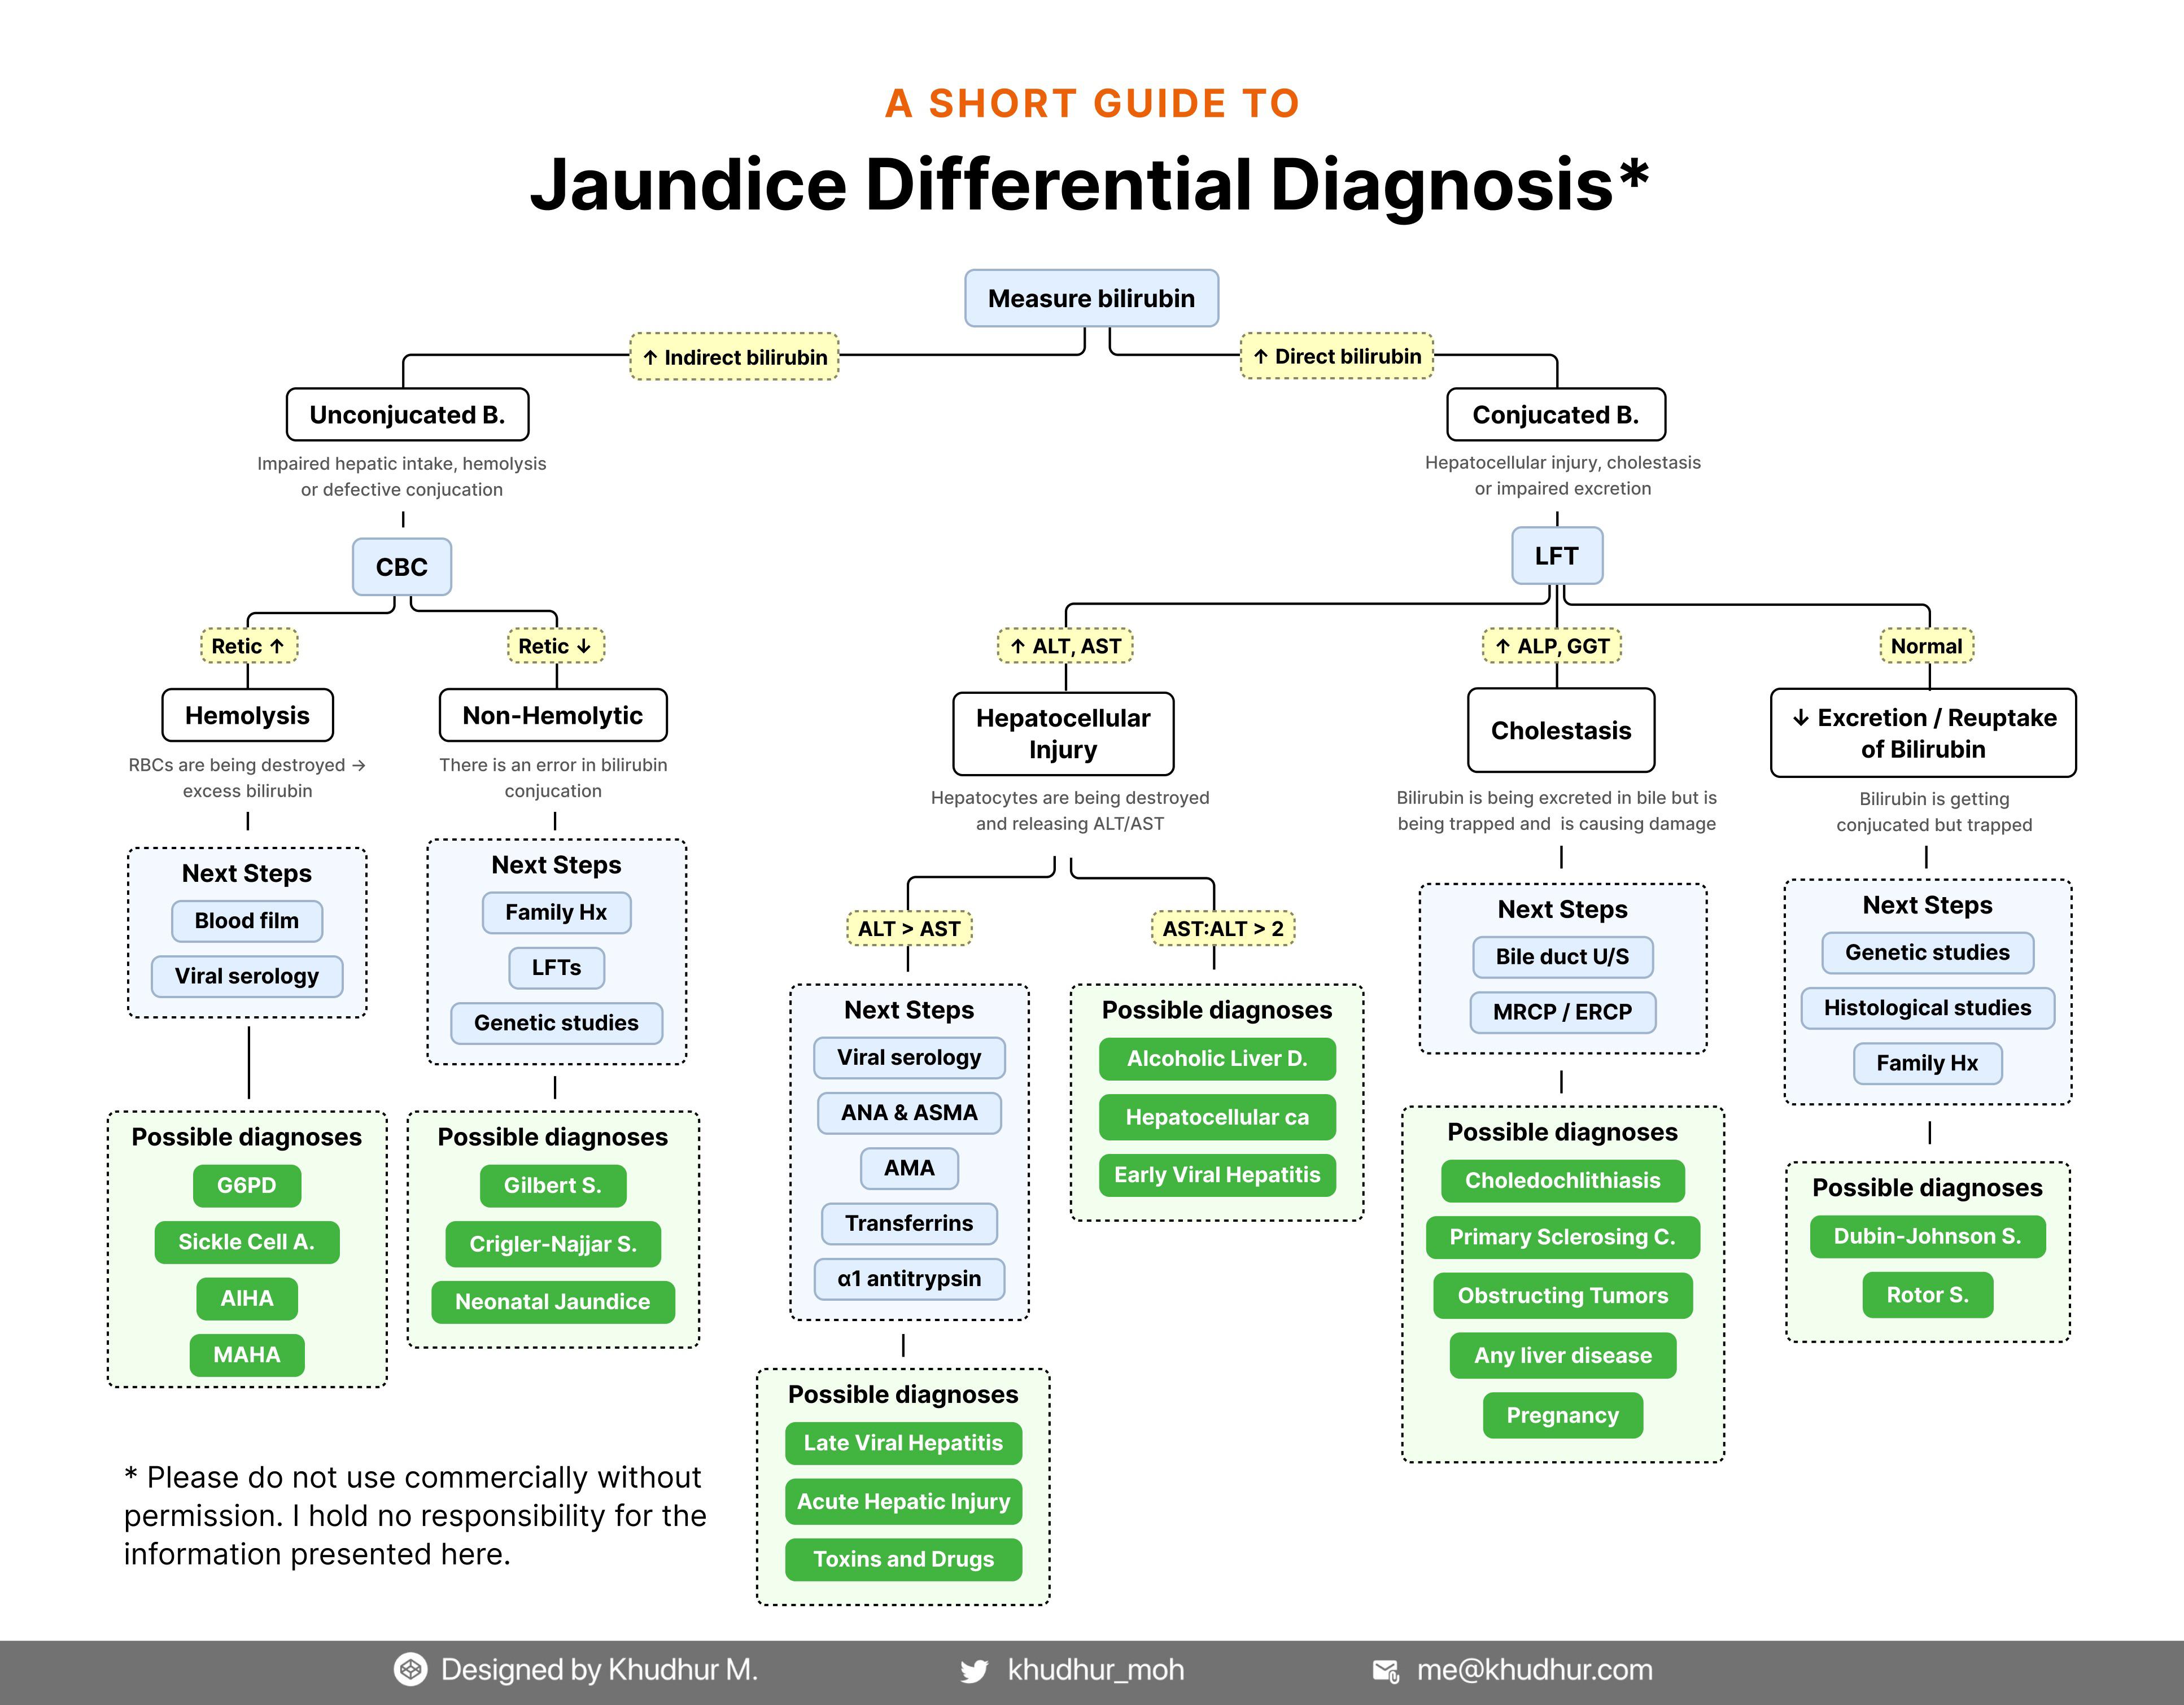 A SHORT GUIDE TO
Jaundice Differential Diagnosis*
Measure bilirubin
↑ Indirect bilirubin
↑ Direct bilirubin
Unconjucated B.
Impaired hepatic intake, hemolysis
or defective conjucation
CBC
Retic ↑
Retic ↓
Hemolysis
RBCs are being destroyed →
excess bilirubin
Next Steps
Blood film
Viral serology
Possible diagnoses
G6PD
Sickle Cell A.
AIHA
MAHA
Non-Hemolytic
There is an error in bilirubin
conjucation
Next Steps
Family Hx
LFTs
Genetic studies
Possible diagnoses
Gilbert S.
Crigler-Najjar S.
Neonatal Jaundice
Conjucated B.
Hepatocellular injury, cholestasis
or impaired excretion
LFT
↑ ALT, AST
↑ ALP, GGT
Normal
Hepatocellular
Injury
Hepatocytes are being destroyed
and releasing ALT/AST
ALT > AST
AST:ALT > 2
Next Steps
Viral serology
ANA & ASMA
AMA
Transferrins
α1 antitrypsin
Possible diagnoses
Late Viral Hepatitis
Acute Hepatic Injury
Toxins and Drugs
Possible diagnoses
Alcoholic Liver D.
Hepatocellular ca
Early Viral Hepatitis
Cholestasis
Bilirubin is being excreted in bile but is
being trapped and  is causing damage
Next Steps
Bile duct U/S
MRCP / ERCP
Possible diagnoses
Choledochlithiasis
Primary Sclerosing C.
Obstructing Tumors
Any liver disease
Pregnancy
↓ Excretion / Reuptake
of Bilirubin
Bilirubin is getting
conjucated but trapped
Next Steps
Genetic studies
Histological studies
Family Hx
Possible diagnoses
Dubin-Johnson S.
Rotor S.
* Please do not use commercially without
permission. I hold no responsibility for the
information presented here.
Designed by Khudhur M.
khudhur_moh
me@khudhur.com